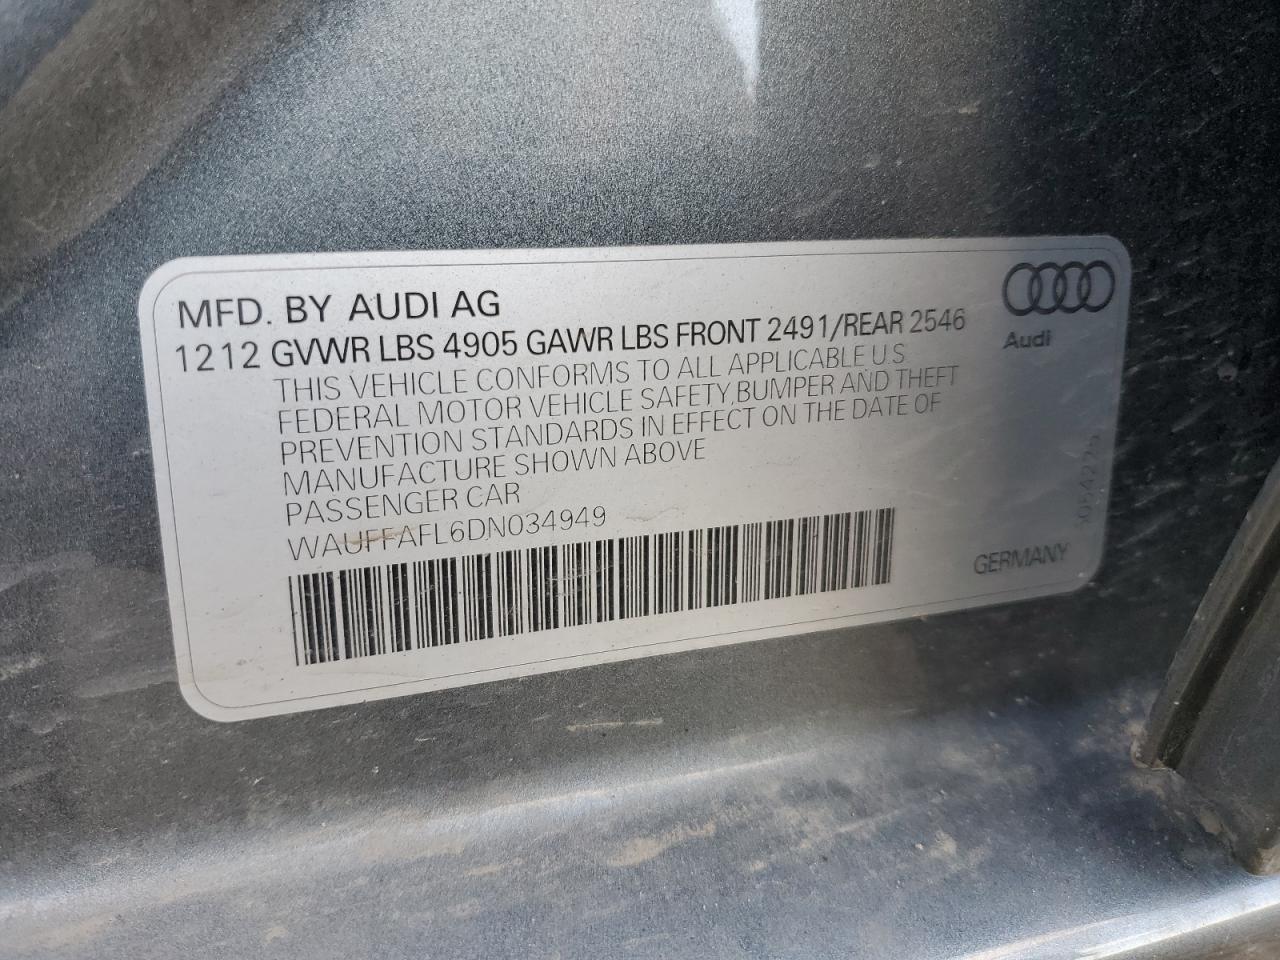 MFD. BY AUDI AG
1212 GVWR LBS 4905 GAWR LBS FRONT 2491/REAR 2546
THIS VEHICLE CONFORMS TO ALL APPLICABLE U.S.
FEDERAL MOTOR VEHICLE SAFETY,BUMPER AND THEFT
PREVENTION STANDARDS IN EFFECT ON THE DATE OF
MANUFACTURE SHOWN ABOVE
PASSENGER CAR
WAUFFAFL6DN034949
Audi
GERMANY